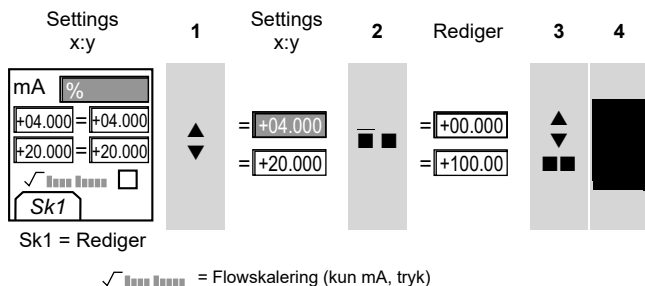 Settings
x:y
1
Settings
x:y
2
Rediger
3
4
mA %
+04.000 = +04.000
+20.000 = +20.000
= +04.000
= +20.000
= +00.000
= +100.00
Sk1
Sk1 = Rediger
= Flowskalering (kun mA, tryk)